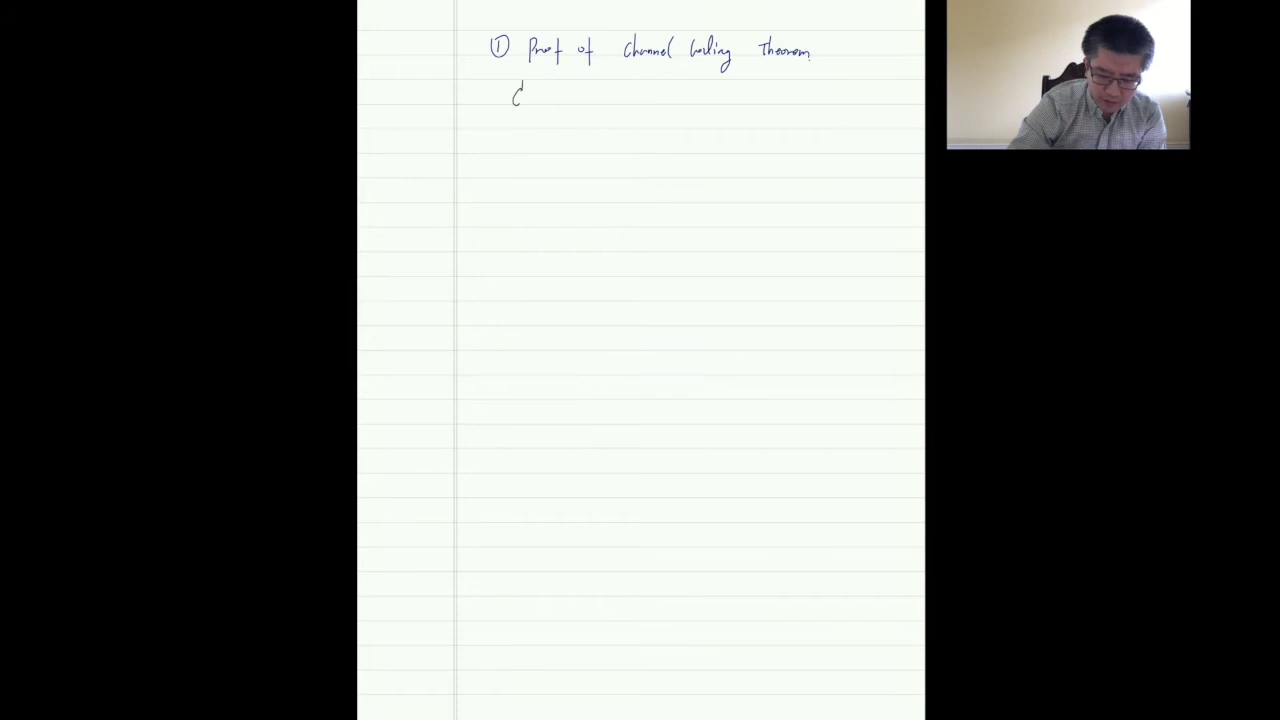 ① Proof of Channel Coding Theorem